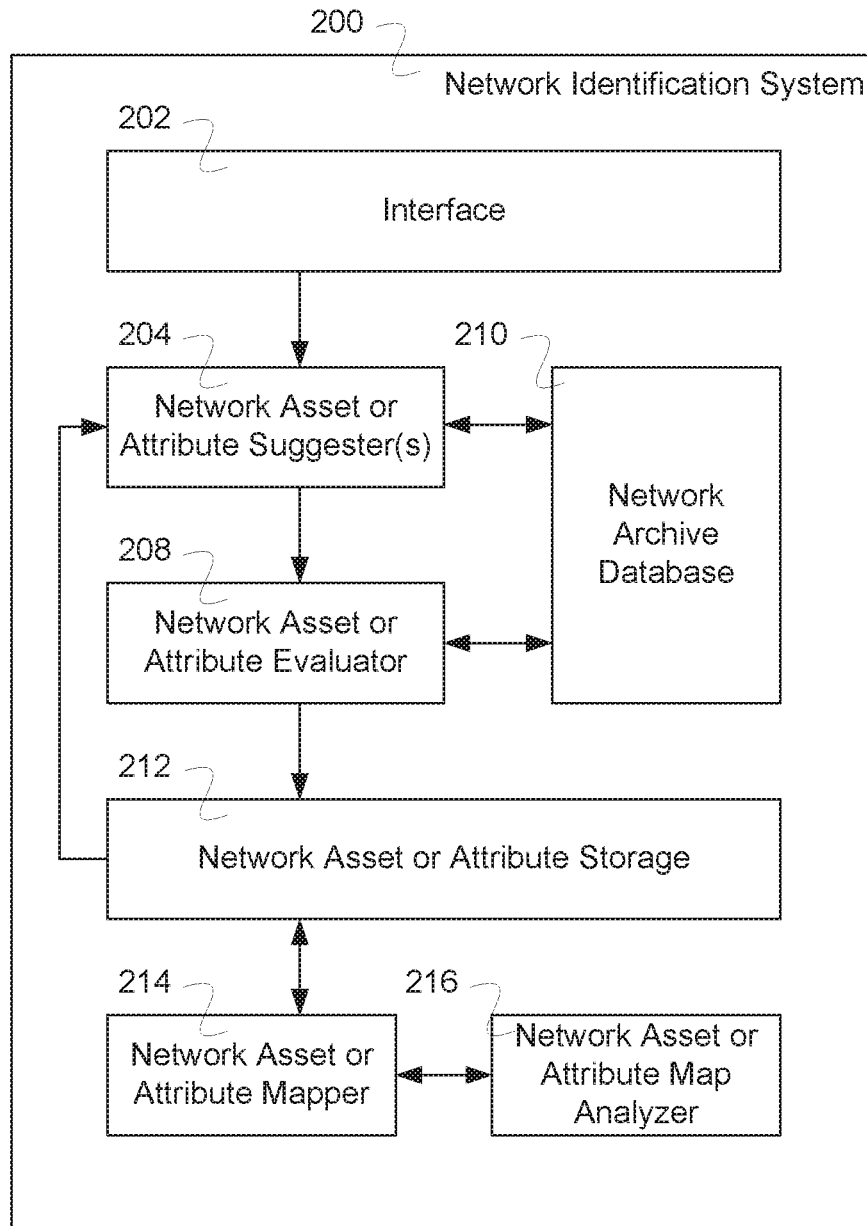 200
Network Identification System
202
Interface
204
210
Network Asset or
Attribute Suggester(s)
Network
Archive
Database
208
Network Asset or
Attribute Evaluator
212
Network Asset or Attribute Storage
214
216
Network Asset or
Attribute Mapper
Network Asset or
Attribute Map
Analyzer